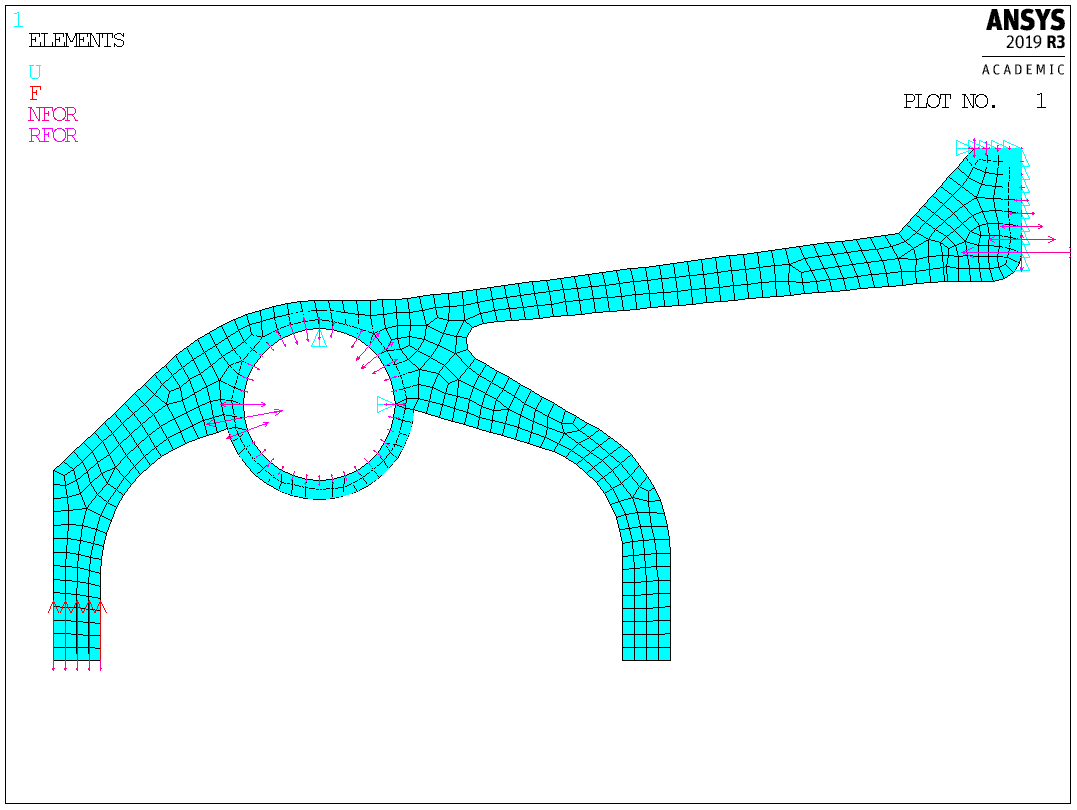 1
ELEMENTS
U
F
NFOR
RFOR
ANSYS
2019 R3
ACADEMIC
PLOT NO. 1